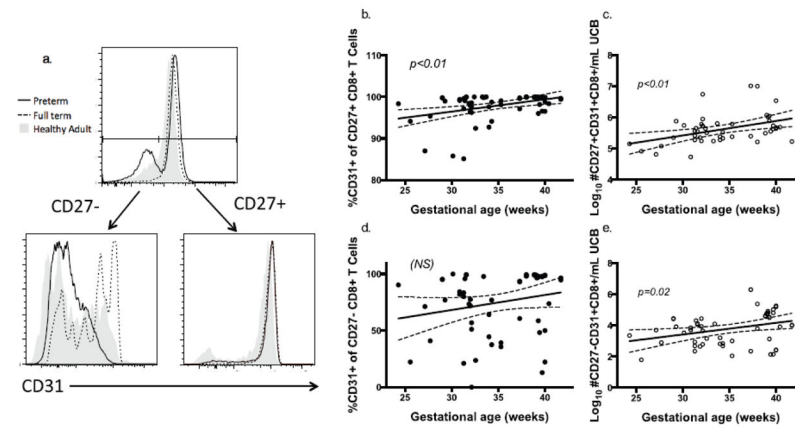 a.
Preterm
Full term
Healthy Adult
CD27-
CD27+
CD31
b.
p<0.01
110
100
90
80
%CD31+ of CD27+ CD8+ T Cells
25 30 35 40
Gestational age (weeks)
c.
p<0.01
8
7
6
5
4
Log10 #CD27+CD31+CD8+/mL UCB
25 30 35 40
Gestational age (weeks)
d.
(NS)
100
50
0
%CD31+ of CD27- CD8+ T Cells
25 30 35 40
Gestational age (weeks)
e.
p=0.02
8
6
4
2
0
Log10 #CD27-CD31+CD8+/mL UCB
25 30 35 40
Gestational age (weeks)